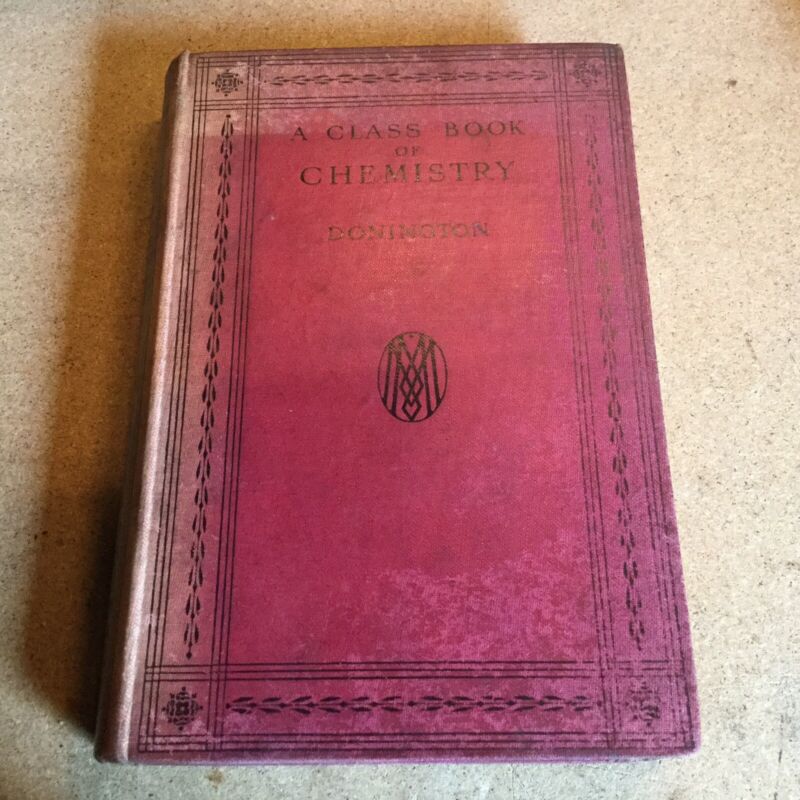 A CLASS BOOK
OF
CHEMISTRY
DONINGTON